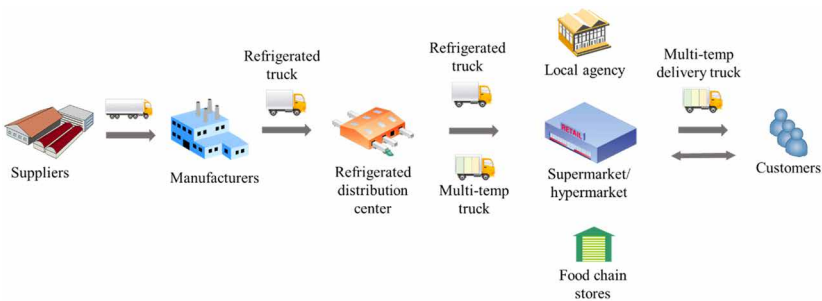 Suppliers
Manufacturers
Refrigerated
truck
Refrigerated
distribution
center
Refrigerated
truck
Multi-temp
truck
Local agency
RETAIL 1
Supermarket/
hypermarket
Food chain
stores
Multi-temp
delivery truck
Customers